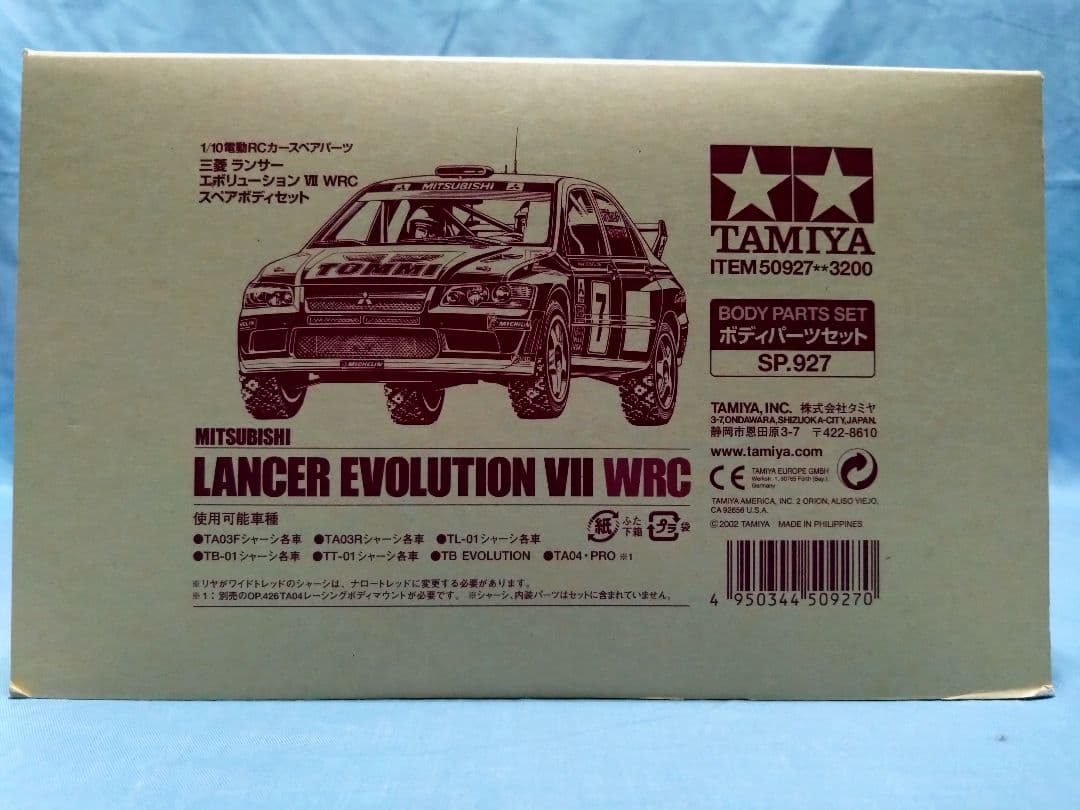 1/10電動RCカースペアパーツ
三菱 ランサー
エボリューション Ⅶ WRC
スペアボディセット
MITSUBISHI
TOMMI
MICHELIN
MICHELIN
7
TAMIYA
ITEM 50927**3200
BODY PARTS SET
ボディパーツセット
SP.927
TAMIYA, INC. 株式会社タミヤ
3-7, ONDAWARA, SHIZUOKA-CITY, JAPAN.
静岡市恩田原3-7 〒422-8610
www.tamiya.com
CE
TAMIYA EUROPE GMBH
Werkstr. 1, 90765 Fürth (Bay.),
Germany
TAMIYA AMERICA, INC. 2 ORION, ALISO VIEJO,
CA 92656 U.S.A.
©2002 TAMIYA MADE IN PHILIPPINES
4 950344 509270
MITSUBISHI
LANCER EVOLUTION VII WRC
使用可能車種
紙 ふた 下箱 プラ 袋
●TA03Fシャーシ各車 ●TA03Rシャーシ各車 ●TL-01シャーシ各車
●TB-01シャーシ各車 ●TT-01シャーシ各車 ●TB EVOLUTION ●TA04・PRO ※1
※リヤがワイドトレッドのシャーシは、ナロートレッドに変更する必要があります。
※1：別売のOP.426 TA04レーシングボディマウントが必要です。 ※シャーシ、内装パーツはセットに含まれていません。